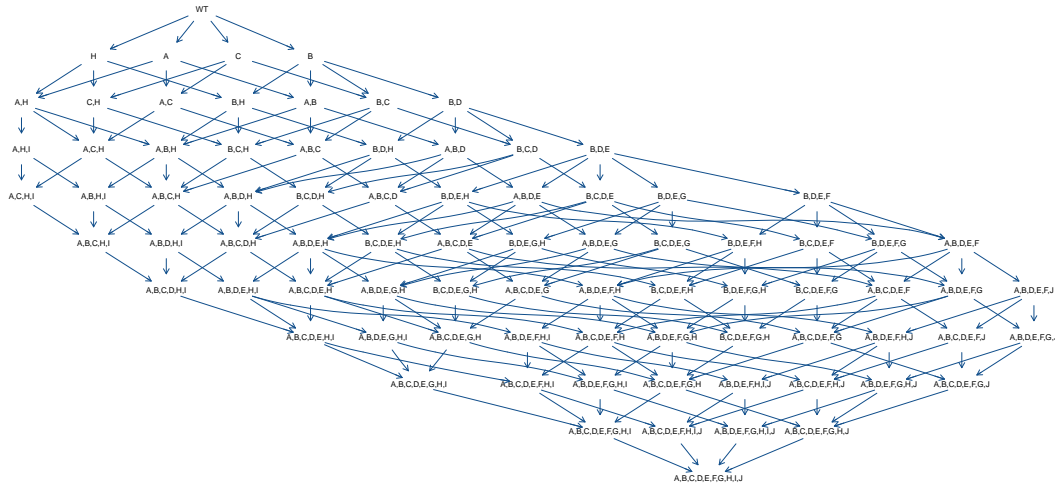 WT
H A C B
A,H C,H A,C B,H A,B B,C B,D
A,H,I A,C,H A,B,H B,C,H A,B,C B,D,H A,B,D B,C,D B,D,E
A,C,H,I A,B,H,I A,B,C,H A,B,D,H B,C,D,H A,B,C,D B,D,E,H A,B,D,E B,C,D,E B,D,E,G B,D,E,F
A,B,C,H,I A,B,D,H,I A,B,C,D,H A,B,D,E,H B,C,D,E,H A,B,C,D,E B,D,E,G,H A,B,D,E,G B,C,D,E,G B,D,E,F,H B,C,D,E,F B,D,E,F,G A,B,D,E,F
A,B,C,D,H,I A,B,D,E,H,I A,B,C,D,E,H A,B,D,E,G,H B,C,D,E,G,H A,B,C,D,E,G A,B,D,E,F,H B,C,D,E,F,H B,D,E,F,G,H B,C,D,E,F,G A,B,C,D,E,F A,B,D,E,F,G A,B,D,E,F,J
A,B,C,D,E,H,I A,B,D,E,G,H,I A,B,C,D,E,G,H A,B,D,E,F,H,I A,B,C,D,E,F,H A,B,D,E,F,G,H B,C,D,E,F,G,H A,B,C,D,E,F,G A,B,D,E,F,H,J A,B,C,D,E,F,J A,B,D,E,F,G,
A,B,C,D,E,G,H,I A,B,C,D,E,F,H,I A,B,D,E,F,G,H,I A,B,C,D,E,F,G,H A,B,D,E,F,H,I,J A,B,C,D,E,F,H,J A,B,D,E,F,G,H,J A,B,C,D,E,F,G,J
A,B,C,D,E,F,G,H,I A,B,C,D,E,F,H,I,J A,B,D,E,F,G,H,I,J A,B,C,D,E,F,G,H,J
A,B,C,D,E,F,G,H,I,J